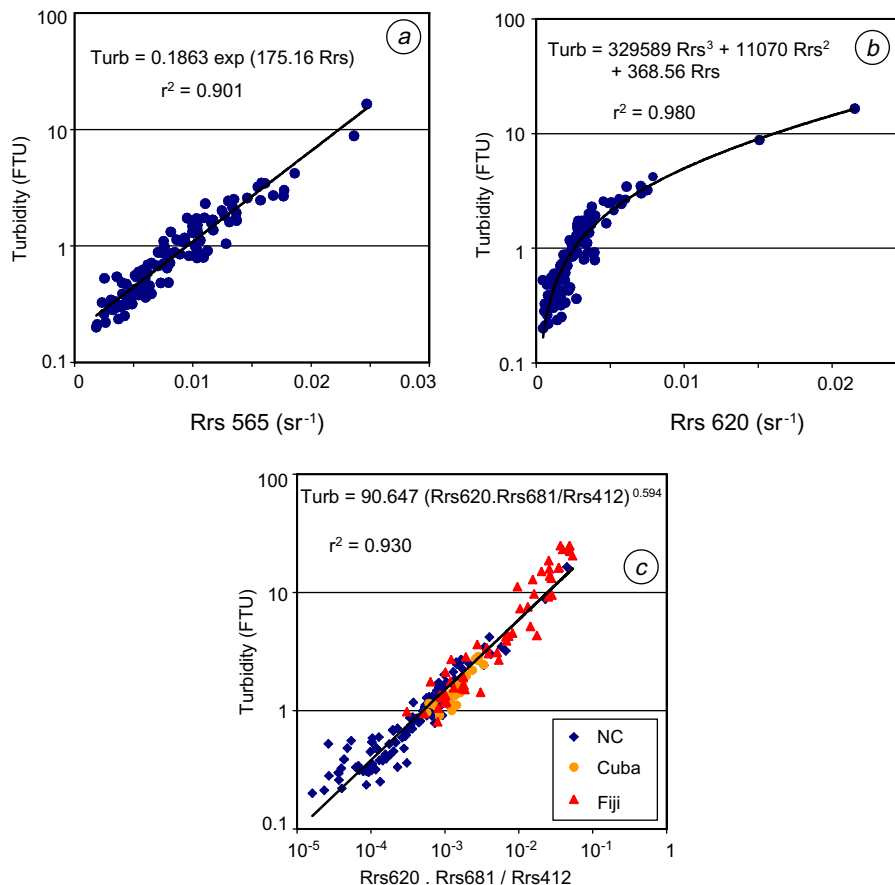 a
Turb = 0.1863 exp (175.16 Rrs)
r² = 0.901
Turbidity (FTU)
100
10
1
0.1
0
0.01
0.02
0.03
Rrs 565 (sr⁻¹)
b
Turb = 329589 Rrs³ + 11070 Rrs²
+ 368.56 Rrs
r² = 0.980
Turbidity (FTU)
100
10
1
0.1
0
0.01
0.02
Rrs 620 (sr⁻¹)
Turb = 90.647 (Rrs620.Rrs681/Rrs412)⁰·⁵⁹⁴
r² = 0.930
c
Turbidity (FTU)
100
10
1
0.1
NC
Cuba
Fiji
10⁻⁵
10⁻⁴
10⁻³
10⁻²
10⁻¹
1
Rrs620 . Rrs681 / Rrs412